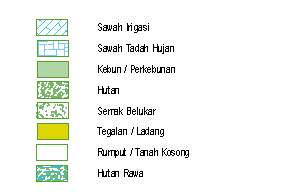 Sawah Irigasi
Sawah Tadah Hujan
Kebun / Perkebunan
Hutan
Semak Belukar
Tegalan / Ladang
Rumput / Tanah Kosong
Hutan Rawa